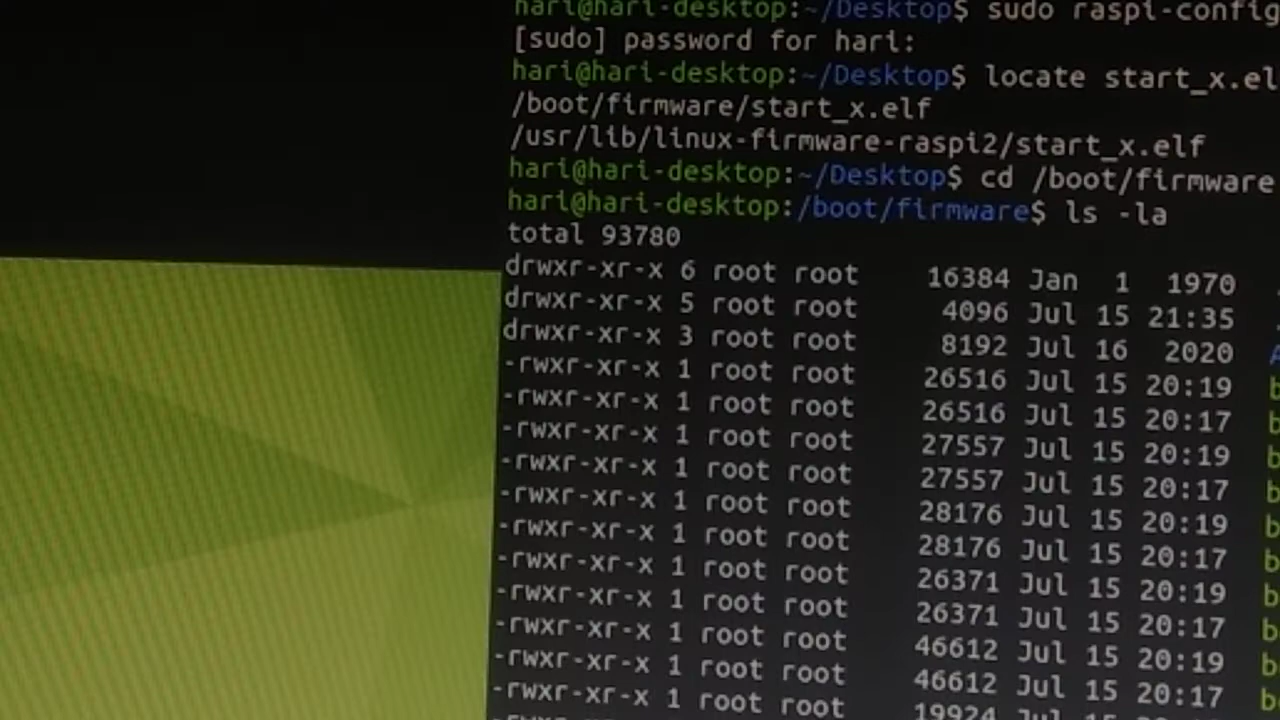 hari@hari-desktop:~/Desktop$ sudo raspi-config
[sudo] password for hari:
hari@hari-desktop:~/Desktop$ locate start_x.el
/boot/firmware/start_x.elf
/usr/lib/linux-firmware-raspi2/start_x.elf
hari@hari-desktop:~/Desktop$ cd /boot/firmware
hari@hari-desktop:/boot/firmware$ ls -la
total 93780
drwxr-xr-x 6 root root 16384 Jan 1 1970
drwxr-xr-x 5 root root 4096 Jul 15 21:35
drwxr-xr-x 3 root root 8192 Jul 16 2020
-rwxr-xr-x 1 root root 26516 Jul 15 20:19 b
-rwxr-xr-x 1 root root 26516 Jul 15 20:17 b
-rwxr-xr-x 1 root root 27557 Jul 15 20:19 b
-rwxr-xr-x 1 root root 27557 Jul 15 20:17 b
-rwxr-xr-x 1 root root 28176 Jul 15 20:19 b
-rwxr-xr-x 1 root root 28176 Jul 15 20:17 b
-rwxr-xr-x 1 root root 26371 Jul 15 20:19 b
-rwxr-xr-x 1 root root 26371 Jul 15 20:17 b
-rwxr-xr-x 1 root root 46612 Jul 15 20:19 b
-rwxr-xr-x 1 root root 46612 Jul 15 20:17 b
-rwxr-xr-x 1 root root 19924 Jul 15